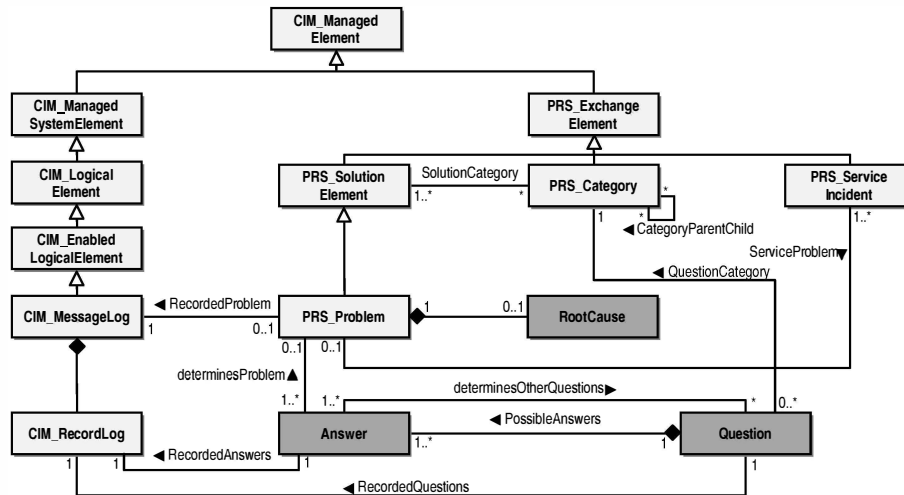 CIM_Managed
Element
CIM_Managed
SystemElement
PRS_Exchange
Element
CIM_Logical
Element
PRS_Solution
Element
SolutionCategory
1..*
*
PRS_Category
*
*
1
◄ CategoryParentChild
PRS_Service
Incident
1..*
CIM_Enabled
LogicalElement
ServiceProblem▼
◄ QuestionCategory
CIM_MessageLog
◄ RecordedProblem
1
0..1
PRS_Problem
1
0..1
RootCause
0..1
0..1
determinesProblem ▲
determinesOtherQuestions ►
1..*
1..*
*
0..*
◄ PossibleAnswers
CIM_RecordLog
Answer
1..*
1
Question
◄ RecordedAnswers
1
1
1
1
◄ RecordedQuestions